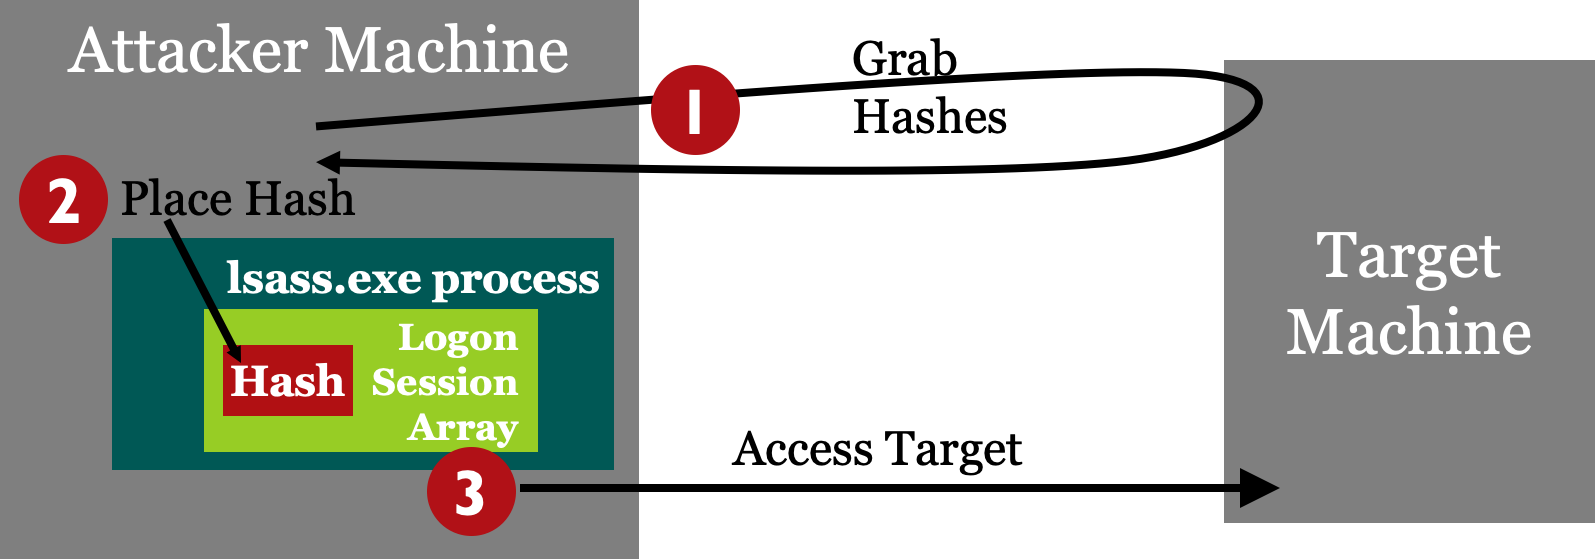 Attacker Machine
Grab
Hashes
1
2
Place Hash
lsass.exe process
Logon
Session
Array
Hash
Target
Machine
3
Access Target